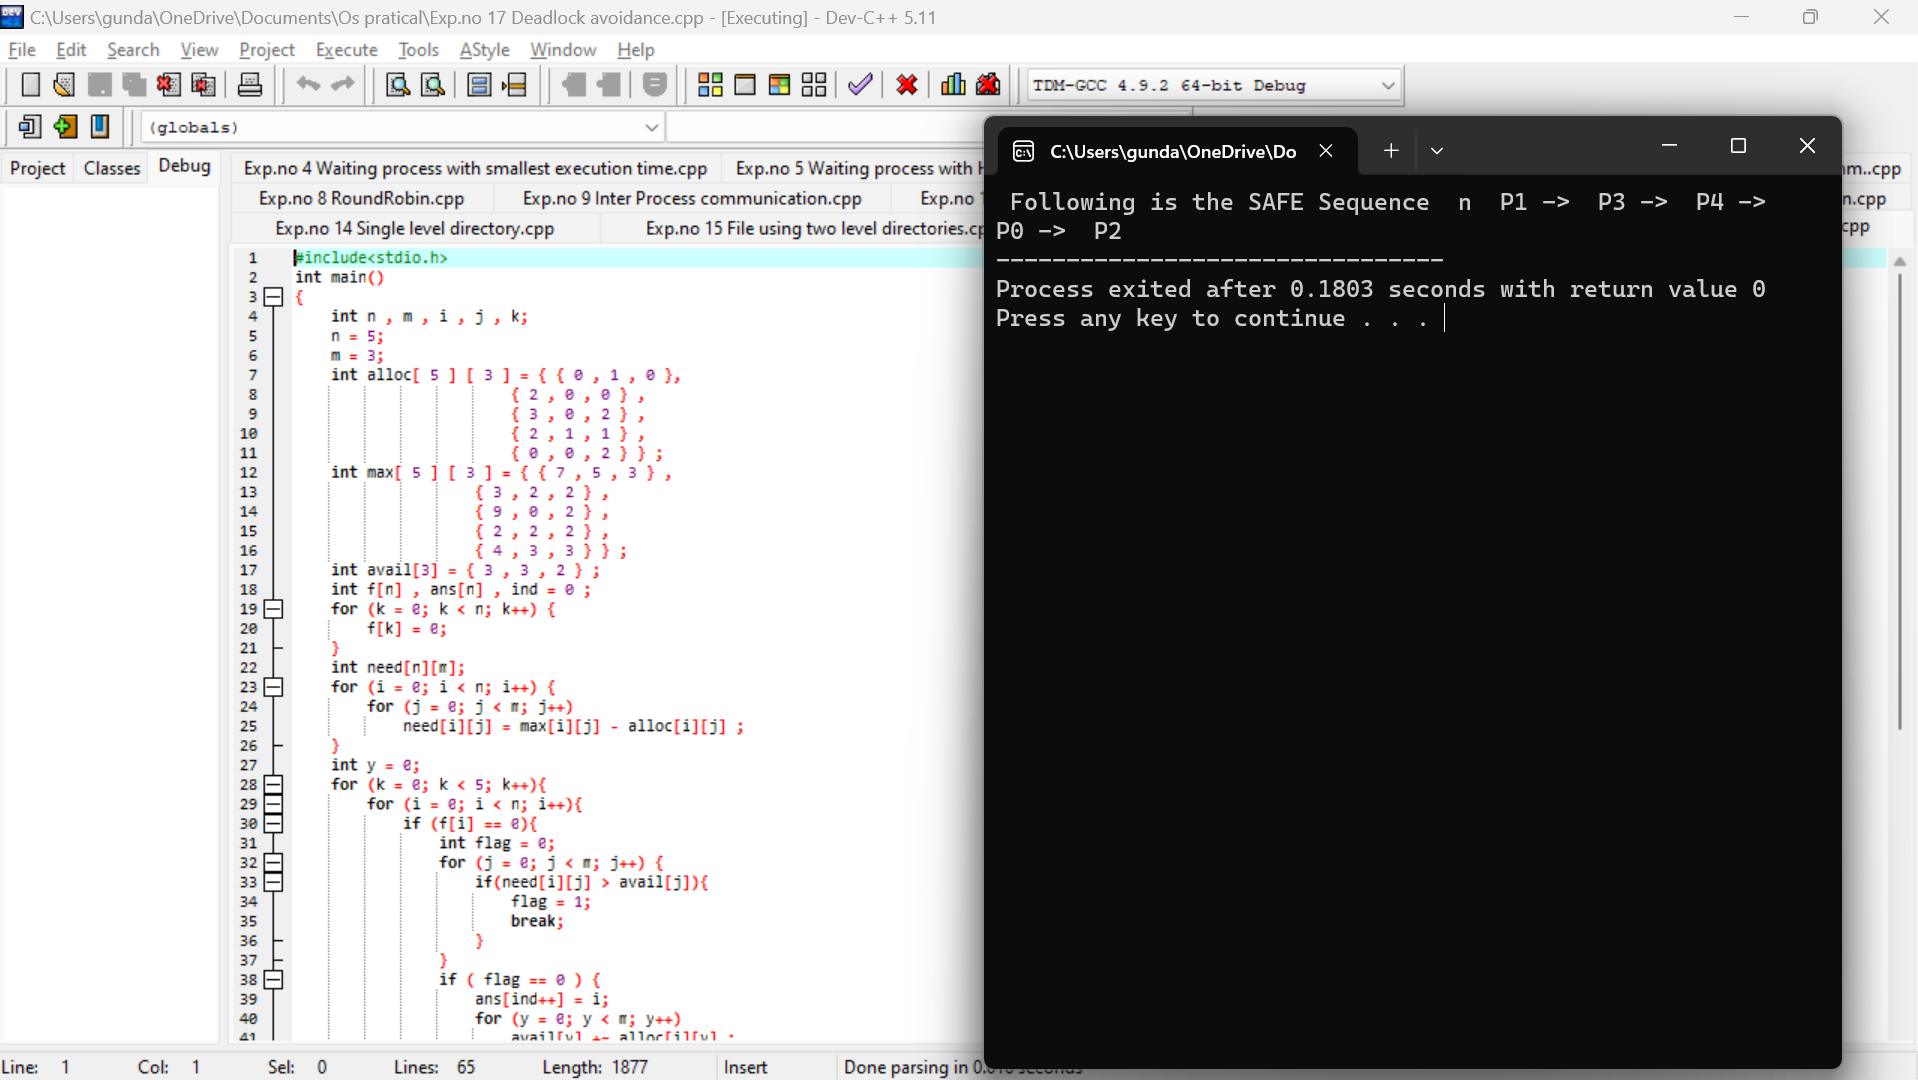 C:\Users\gunda\OneDrive\Documents\Os pratical\Exp.no 17 Deadlock avoidance.cpp - [Executing] - Dev-C++ 5.11
File Edit Search View Project Execute Tools AStyle Window Help
TDM-GCC 4.9.2 64-bit Debug
(globals)
Project Classes Debug
Exp.no 4 Waiting process with smallest execution time.cpp Exp.no 5 Waiting process with
Exp.no 8 RoundRobin.cpp Exp.no 9 Inter Process communication.cpp Exp.no
Exp.no 14 Single level directory.cpp Exp.no 15 File using two level directories.cp
1 #include<stdio.h>
2 int main()
3 {
4 int n , m , i , j , k;
5 n = 5;
6 m = 3;
7 int alloc[ 5 ] [ 3 ] = { { 0 , 1 , 0 },
8 { 2 , 0 , 0 } ,
9 { 3 , 0 , 2 } ,
10 { 2 , 1 , 1 } ,
11 { 0 , 0 , 2 } } ;
12 int max[ 5 ] [ 3 ] = { { 7 , 5 , 3 } ,
13 { 3 , 2 , 2 } ,
14 { 9 , 0 , 2 } ,
15 { 2 , 2 , 2 } ,
16 { 4 , 3 , 3 } } ;
17 int avail[3] = { 3 , 3 , 2 } ;
18 int f[n] , ans[n] , ind = 0 ;
19 for (k = 0; k < n; k++) {
20 f[k] = 0;
21 }
22 int need[n][m];
23 for (i = 0; i < n; i++) {
24 for (j = 0; j < m; j++)
25 need[i][j] = max[i][j] - alloc[i][j] ;
26 }
27 int y = 0;
28 for (k = 0; k < 5; k++){
29 for (i = 0; i < n; i++){
30 if (f[i] == 0){
31 int flag = 0;
32 for (j = 0; j < m; j++) {
33 if(need[i][j] > avail[j]){
34 flag = 1;
35 break;
36 }
37 }
38 if ( flag == 0 ) {
39 ans[ind++] = i;
40 for (y = 0; y < m; y++)
41 avail[y] += alloc[i][y] ;
Line: 1 Col: 1 Sel: 0 Lines: 65 Length: 1877 Insert Done parsing in
C:\Users\gunda\OneDrive\Do
Following is the SAFE Sequence n P1 -> P3 -> P4 ->
P0 -> P2
--------------------------------
Process exited after 0.1803 seconds with return value 0
Press any key to continue . . .
m..cpp
n.cpp
cpp